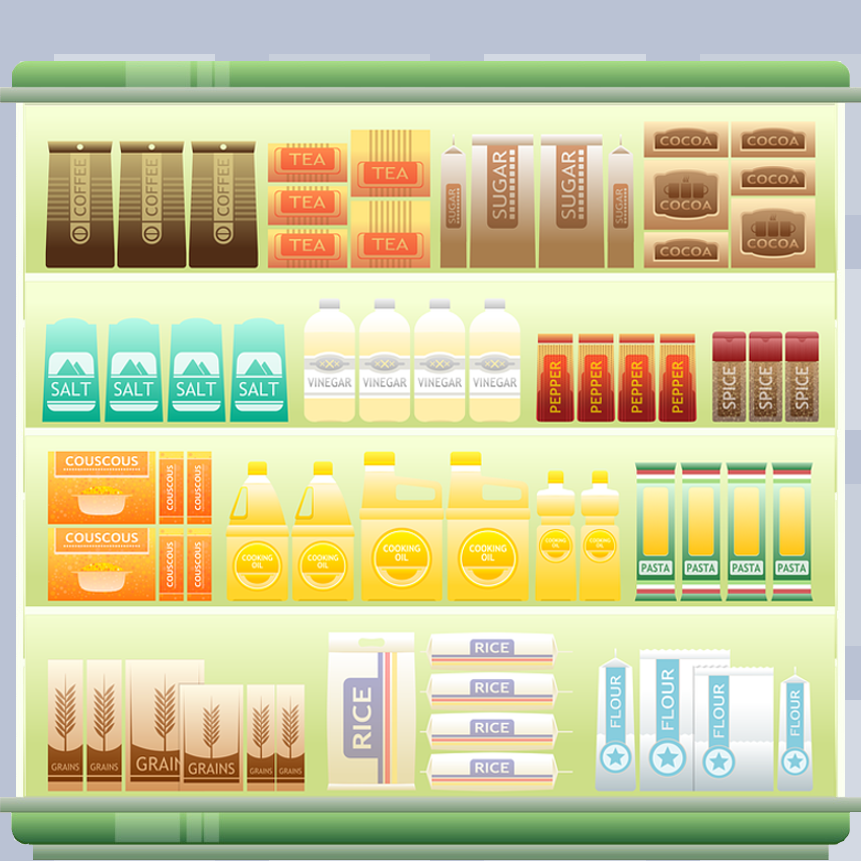 COFFEE
COFFEE
COFFEE
TEA
TEA
TEA
TEA
TEA
SUGAR
SUGAR
SUGAR
SUGAR
COCOA
COCOA
COCOA
COCOA
COCOA
COCOA
SALT
SALT
SALT
SALT
VINEGAR
VINEGAR
VINEGAR
VINEGAR
PEPPER
PEPPER
PEPPER
PEPPER
SPICE
SPICE
SPICE
COUSCOUS
COUSCOUS
COUSCOUS
COUSCOUS
COUSCOUS
COUSCOUS
COOKING
OIL
COOKING
OIL
COOKING
OIL
COOKING
OIL
COOKING
OIL
COOKING
OIL
PASTA
PASTA
PASTA
PASTA
GRAINS
GRAINS
GRAIN
GRAINS
GRAINS
GRAINS
RICE
RICE
RICE
RICE
RICE
FLOUR
FLOUR
FLOUR
FLOUR